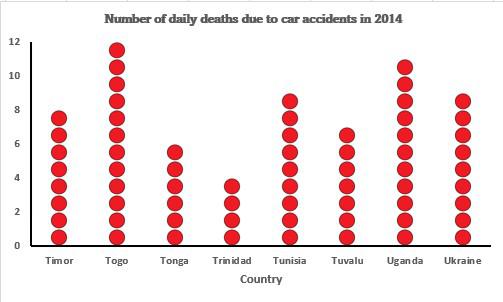 Number of daily deaths due to car accidents in 2014
12
10
8
6
4
2
0
Timor Togo Tonga Trinidad Tunisia Tuvalu Uganda Ukraine
Country